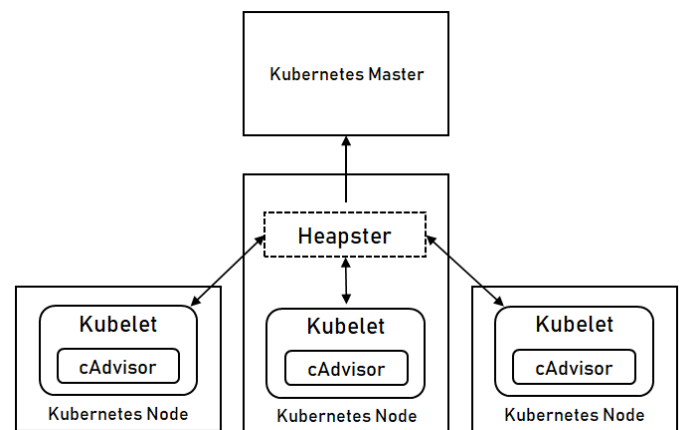 Kubernetes Master
Heapster
Kubelet
cAdvisor
Kubernetes Node
Kubelet
cAdvisor
Kubernetes Node
Kubelet
cAdvisor
Kubernetes Node